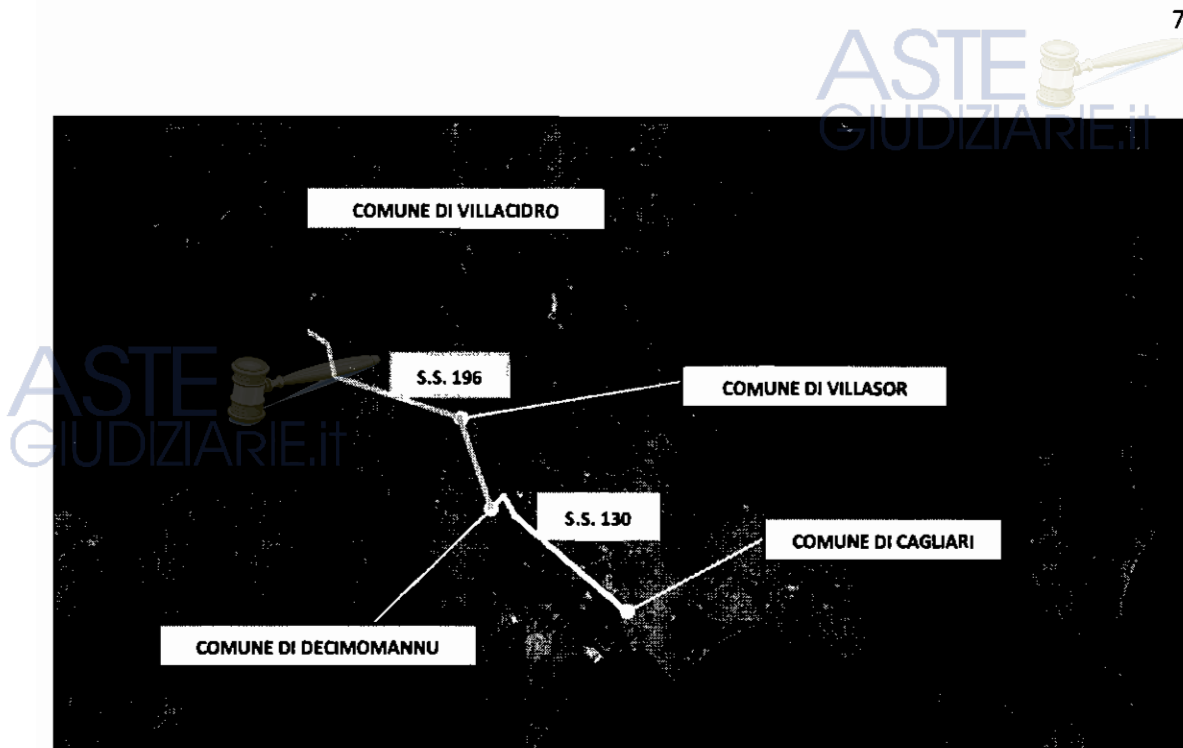 7
ASTE
GIUDIZIARIE.it
COMUNE DI VILLACIDRO
S.S. 196
COMUNE DI VILLASOR
ASTE
GIUDIZIARIE.it
S.S. 130
COMUNE DI CAGLIARI
COMUNE DI DECIMOMANNU